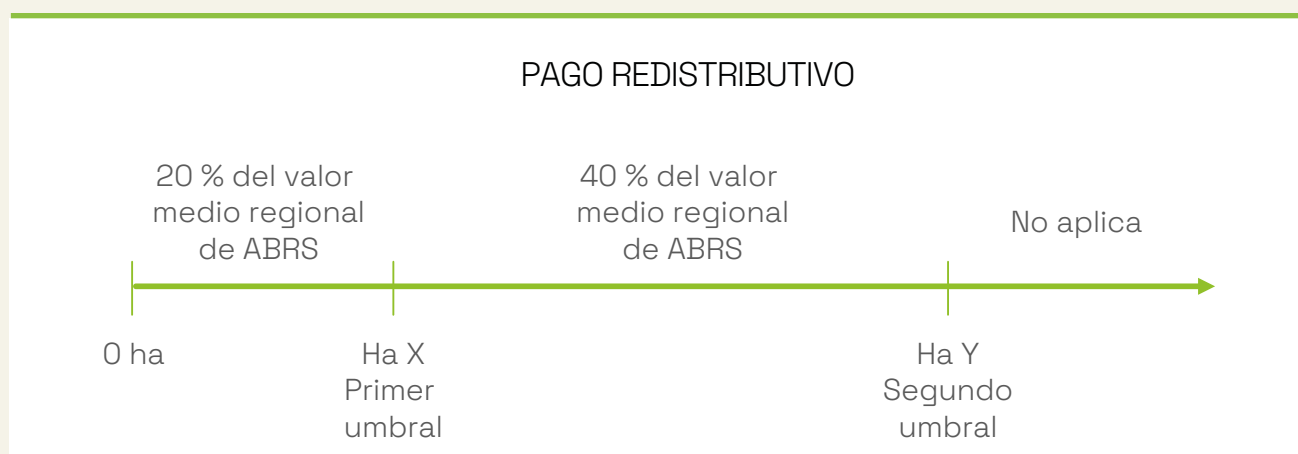 PAGO REDISTRIBUTIVO
20 % del valor
medio regional
de ABRS
40 % del valor
medio regional
de ABRS
No aplica
0 ha
Ha X
Primer
umbral
Ha Y
Segundo
umbral